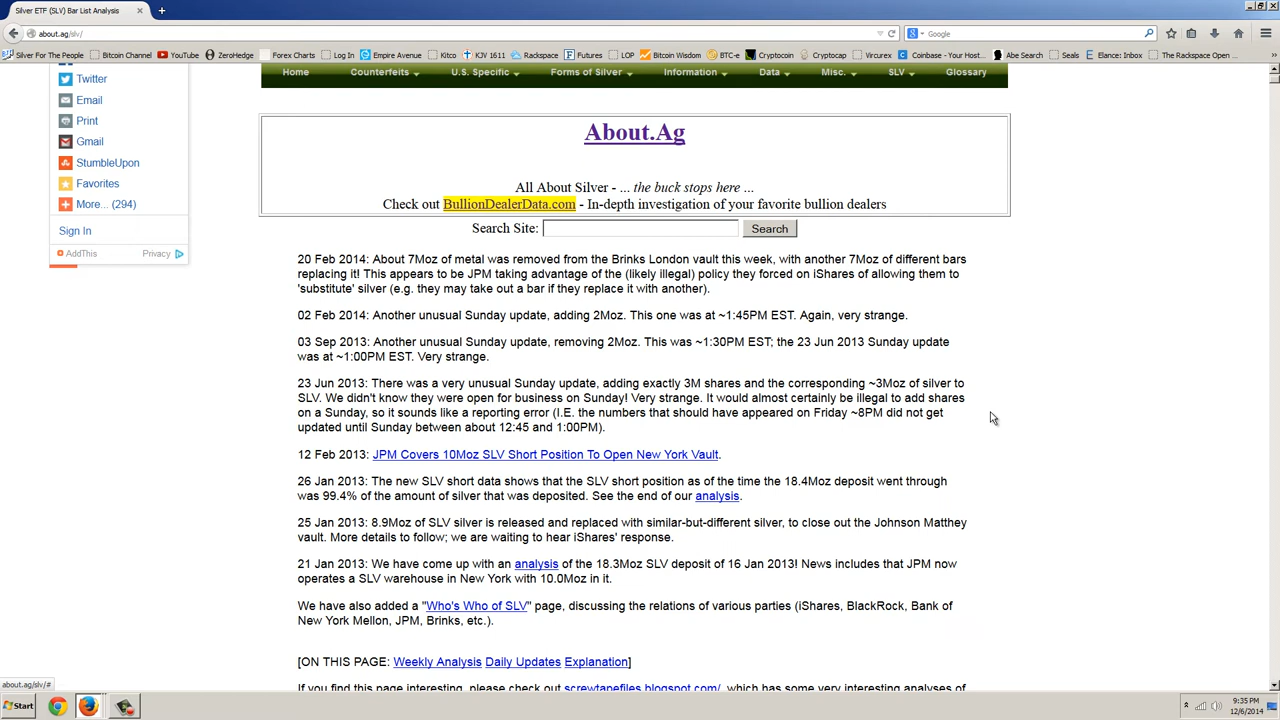 Silver ETF (SLV) Bar List Analysis
about.ag/slv/
Google
Silver For The People
Bitcoin Channel
YouTube
ZeroHedge
Forex Charts
Log In
Empire Avenue
Kitco
KJV 1611
Rackspace
Futures
LOP
Bitcoin Wisdom
BTC-e
Cryptocoin
Cryptocap
Vircurex
Coinbase - Your Host...
Abe Search
Seals
Elance: Inbox
The Rackspace Open ...
Home
Counterfeits
U.S. Specific
Forms of Silver
Information
Data
Misc.
SLV
Glossary
Twitter
Email
Print
Gmail
StumbleUpon
Favorites
More... (294)
Sign In
AddThis
Privacy
About.Ag
All About Silver - ... the buck stops here ...
Check out BullionDealerData.com - In-depth investigation of your favorite bullion dealers
Search Site:
Search
20 Feb 2014: About 7Moz of metal was removed from the Brinks London vault this week, with another 7Moz of different bars
replacing it! This appears to be JPM taking advantage of the (likely illegal) policy they forced on iShares of allowing them to
'substitute' silver (e.g. they may take out a bar if they replace it with another).
02 Feb 2014: Another unusual Sunday update, adding 2Moz. This one was at ~1:45PM EST. Again, very strange.
03 Sep 2013: Another unusual Sunday update, removing 2Moz. This was ~1:30PM EST; the 23 Jun 2013 Sunday update
was at ~1:00PM EST. Very strange.
23 Jun 2013: There was a very unusual Sunday update, adding exactly 3M shares and the corresponding ~3Moz of silver to
SLV. We didn't know they were open for business on Sunday! Very strange. It would almost certainly be illegal to add shares
on a Sunday, so it sounds like a reporting error (I.E. the numbers that should have appeared on Friday ~8PM did not get
updated until Sunday between about 12:45 and 1:00PM).
12 Feb 2013: JPM Covers 10Moz SLV Short Position To Open New York Vault.
26 Jan 2013: The new SLV short data shows that the SLV short position as of the time the 18.4Moz deposit went through
was 99.4% of the amount of silver that was deposited. See the end of our analysis.
25 Jan 2013: 8.9Moz of SLV silver is released and replaced with similar-but-different silver, to close out the Johnson Matthey
vault. More details to follow; we are waiting to hear iShares' response.
21 Jan 2013: We have come up with an analysis of the 18.3Moz SLV deposit of 16 Jan 2013! News includes that JPM now
operates a SLV warehouse in New York with 10.0Moz in it.
We have also added a "Who's Who of SLV" page, discussing the relations of various parties (iShares, BlackRock, Bank of
New York Mellon, JPM, Brinks, etc.).
[ON THIS PAGE: Weekly Analysis Daily Updates Explanation]
If you find this page interesting, please check out screwtapefiles.blogspot.com/, which has some very interesting analyses of
about.ag/slv/#
Start
9:35 PM
12/6/2014